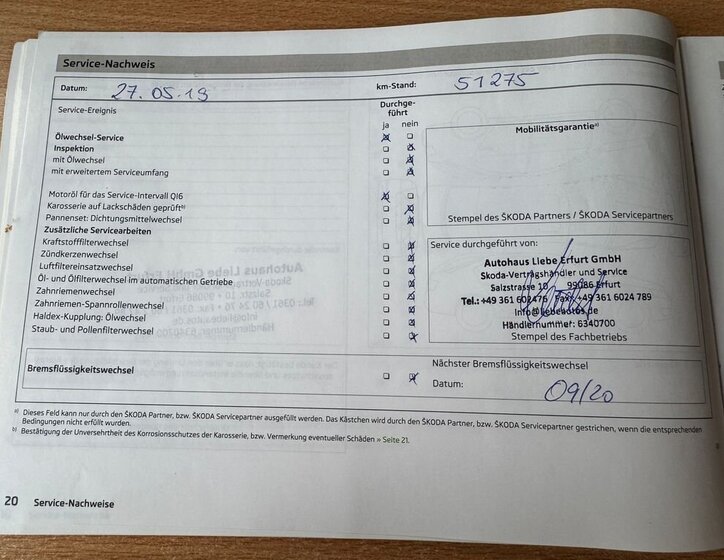 Service-Nachweis
Datum: 27.05.19 km-Stand: 51275
Service-Ereignis Durchge-
führt
ja nein
Ölwechsel-Service
Inspektion
mit Ölwechsel
mit erweitertem Serviceumfang
Motoröl für das Service-Intervall QI6
Karosserie auf Lackschäden geprüft b)
Pannenset: Dichtungsmittelwechsel
Zusätzliche Servicearbeiten
Kraftstofffilterwechsel
Zündkerzenwechsel
Luftfiltereinsatzwechsel
Öl- und Ölfilterwechsel im automatischen Getriebe
Zahnriemenwechsel
Zahnriemen-Spannrollenwechsel
Haldex-Kupplung: Ölwechsel
Staub- und Pollenfilterwechsel
Mobilitätsgarantie a)
Stempel des ŠKODA Partners / ŠKODA Servicepartners
Service durchgeführt von:
Autohaus Liebe Erfurt GmbH
Skoda-Vertragshändler und Service
Salzstrasse 10 99086 Erfurt
Tel.: +49 361 602476 Fax: +49 361 6024 789
Info@liebeautos.de
Händlernummer: 6340700
Stempel des Fachbetriebs
Bremsflüssigkeitswechsel
Nächster Bremsflüssigkeitswechsel
Datum: 09/20
a) Dieses Feld kann nur durch den ŠKODA Partner, bzw. ŠKODA Servicepartner ausgefüllt werden. Das Kästchen wird durch den ŠKODA Partner, bzw. ŠKODA Servicepartner gestrichen, wenn die entsprechenden
Bedingungen nicht erfüllt wurden.
b) Bestätigung der Unversehrtheit des Korrosionsschutzes der Karosserie, bzw. Vermerkung eventueller Schäden » Seite 21.
20 Service-Nachweise